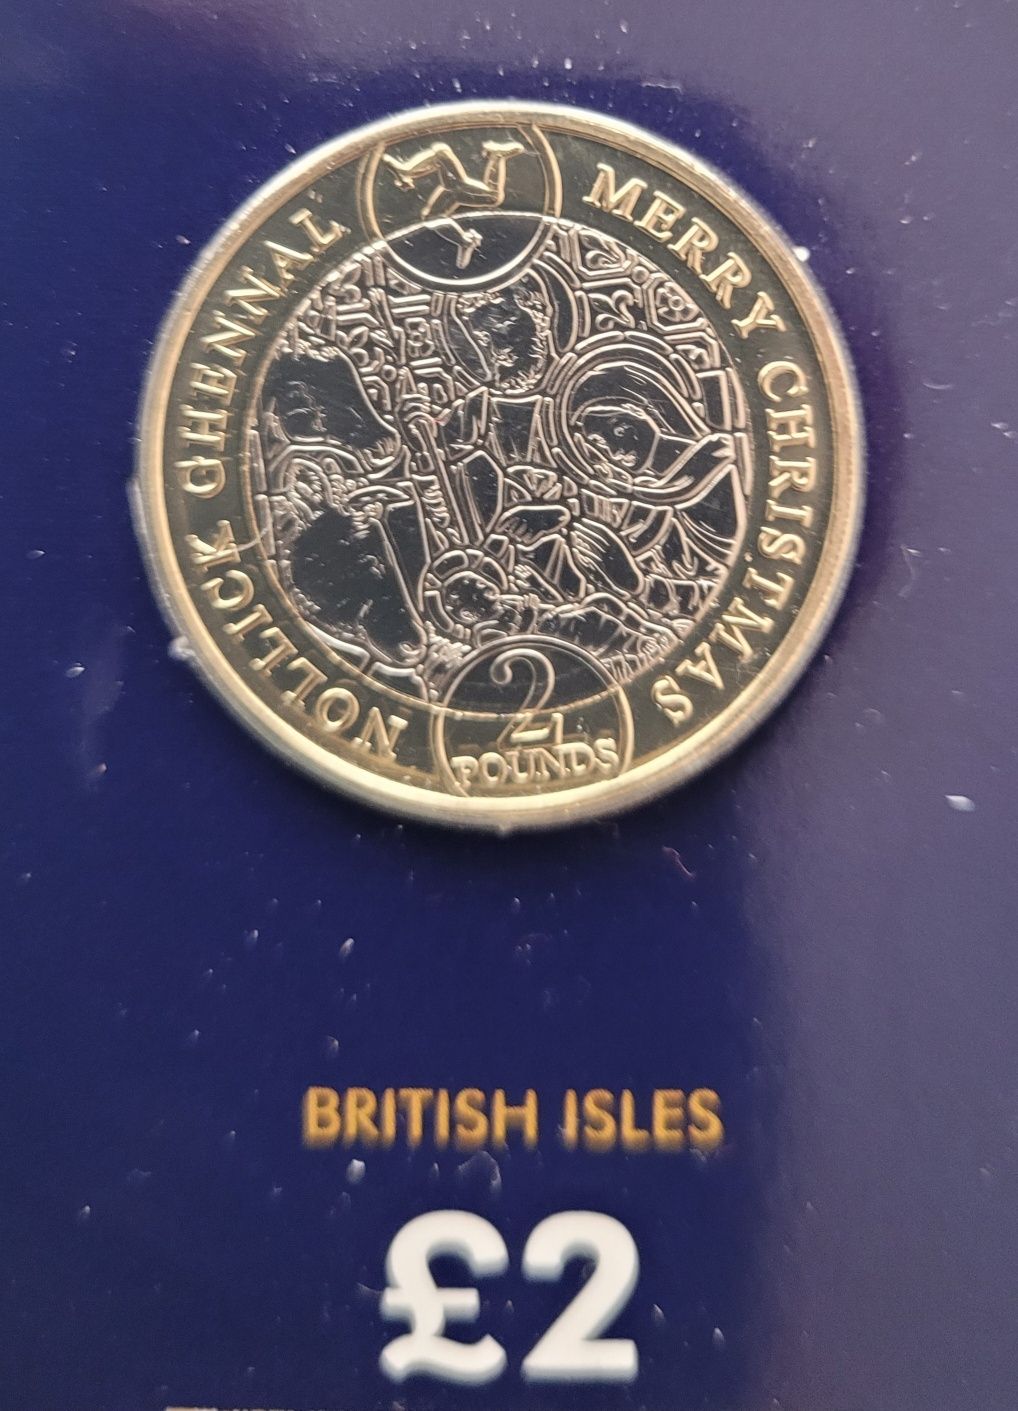 NOLLICK GHENNAL
MERRY CHRISTMAS
2
POUNDS
BRITISH ISLES
£2